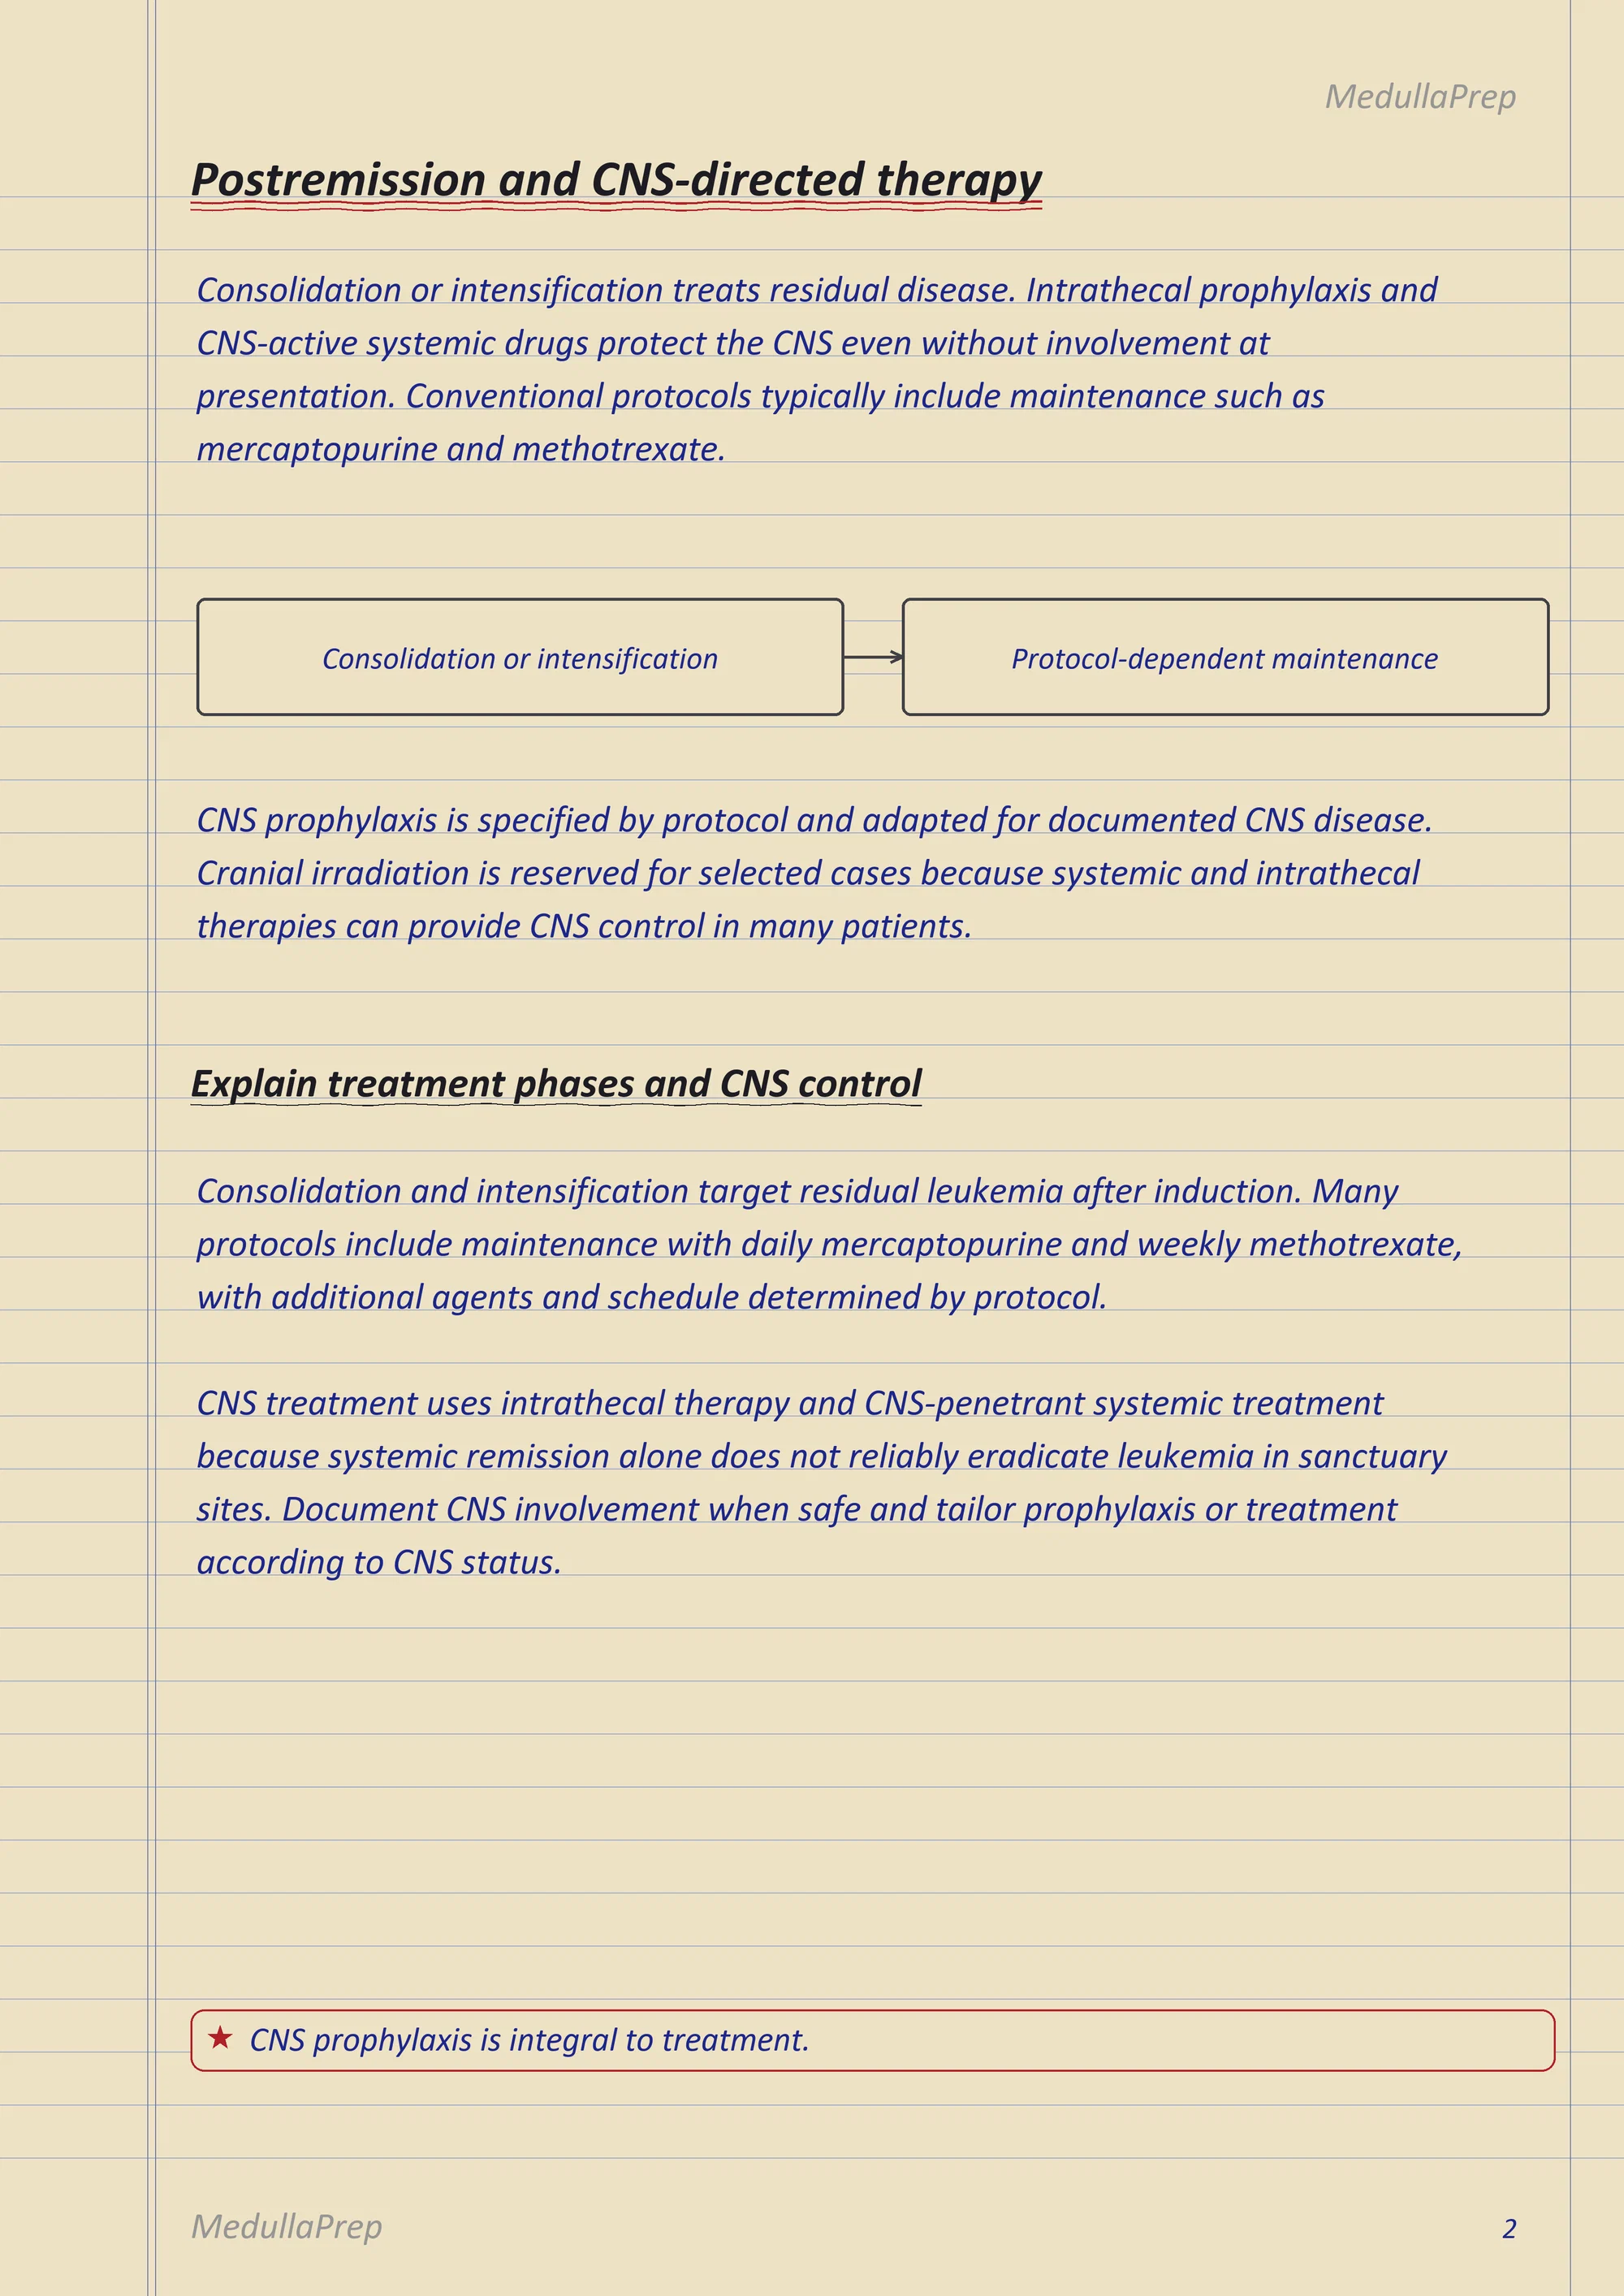 MedullaPrep
Postremission and CNS-directed therapy
Consolidation or intensification treats residual disease. Intrathecal prophylaxis and
CNS-active systemic drugs protect the CNS even without involvement at
presentation. Conventional protocols typically include maintenance such as
mercaptopurine and methotrexate.
Consolidation or intensification
Protocol-dependent maintenance
CNS prophylaxis is specified by protocol and adapted for documented CNS disease.
Cranial irradiation is reserved for selected cases because systemic and intrathecal
therapies can provide CNS control in many patients.
Explain treatment phases and CNS control
Consolidation and intensification target residual leukemia after induction. Many
protocols include maintenance with daily mercaptopurine and weekly methotrexate,
with additional agents and schedule determined by protocol.
CNS treatment uses intrathecal therapy and CNS-penetrant systemic treatment
because systemic remission alone does not reliably eradicate leukemia in sanctuary
sites. Document CNS involvement when safe and tailor prophylaxis or treatment
according to CNS status.
★ CNS prophylaxis is integral to treatment.
MedullaPrep
2